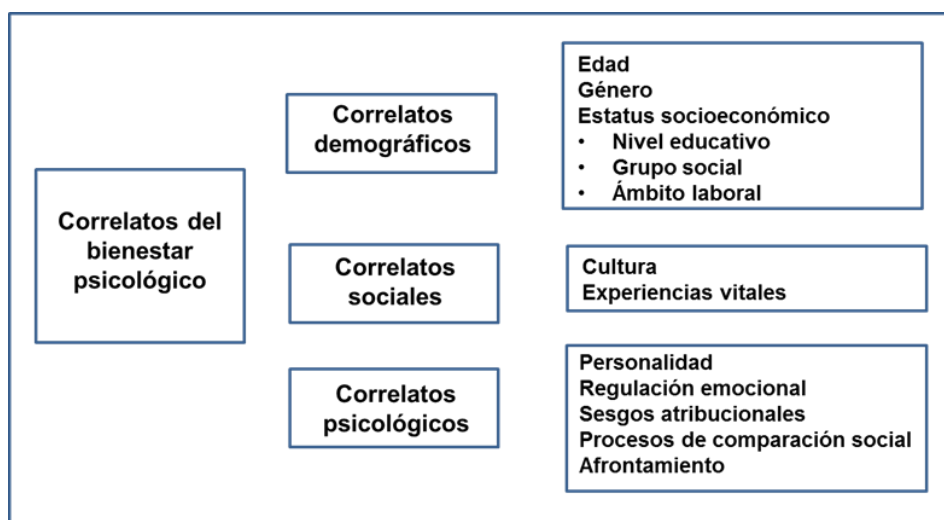 Correlatos del
bienestar
psicológico
Correlatos
demográficos
Edad
Género
Estatus socioeconómico
• Nivel educativo
• Grupo social
• Ámbito laboral
Correlatos
sociales
Cultura
Experiencias vitales
Correlatos
psicológicos
Personalidad
Regulación emocional
Sesgos atribucionales
Procesos de comparación social
Afrontamiento